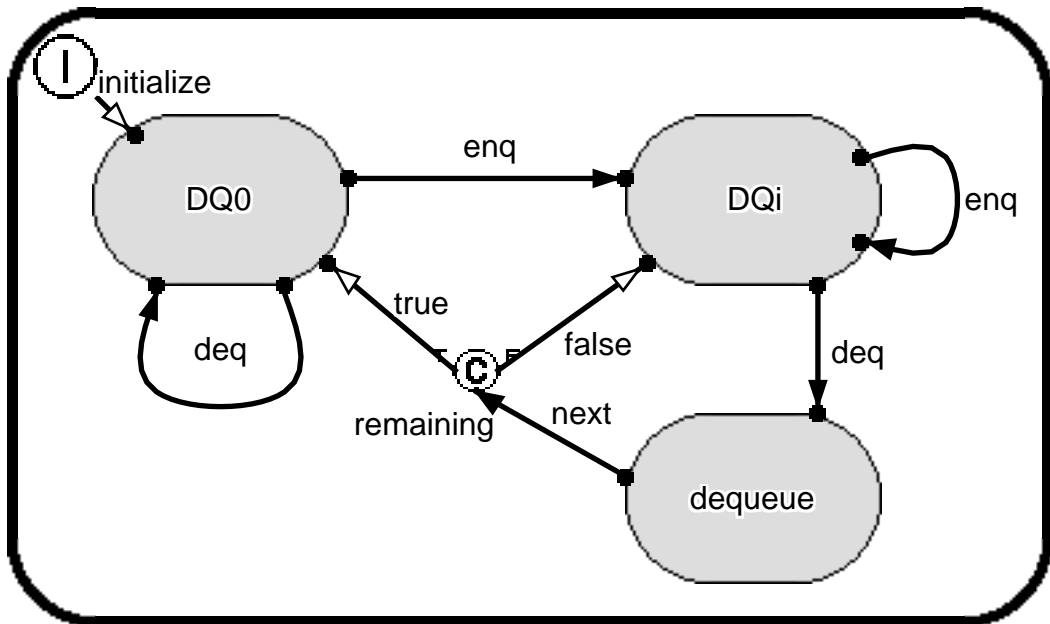 I
initialize
enq
DQ0
DQi
enq
true
false
deq
T
F
C
deq
remaining
next
dequeue